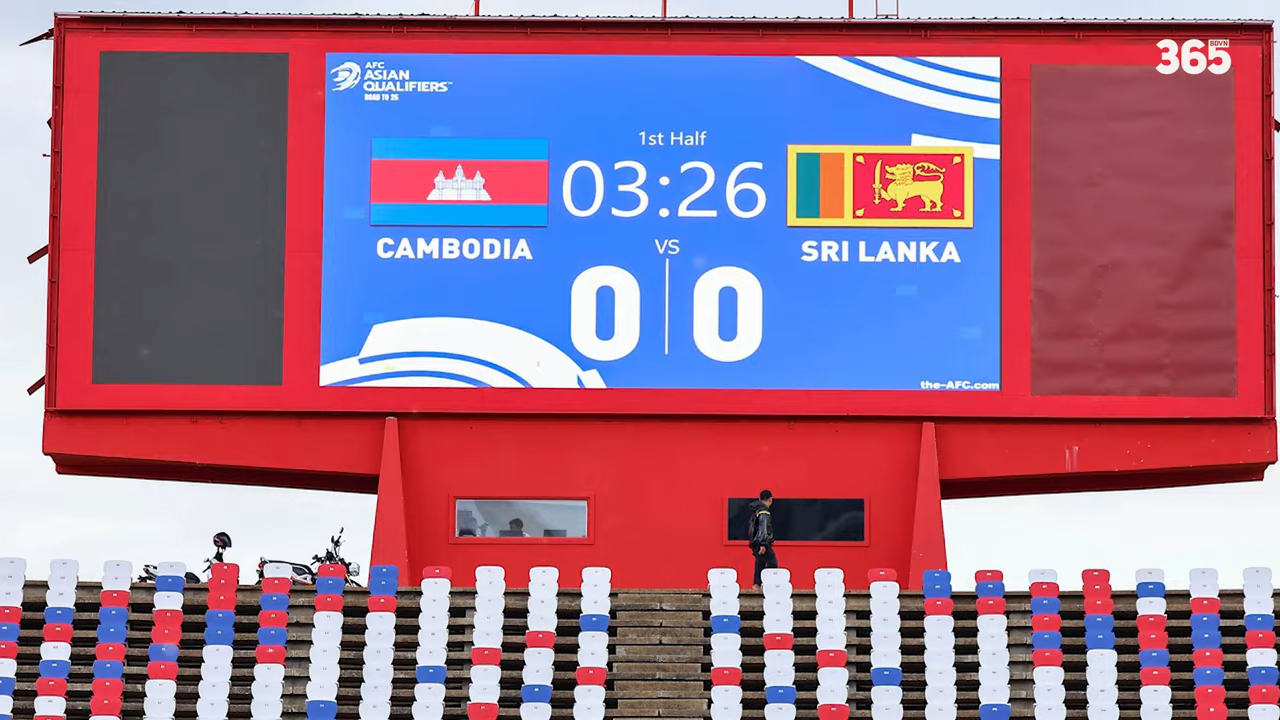 365
BDVN
AFC
ASIAN
QUALIFIERS™
ROAD TO 26
1st Half
03:26
CAMBODIA
VS
SRI LANKA
0 0
the-AFC.com